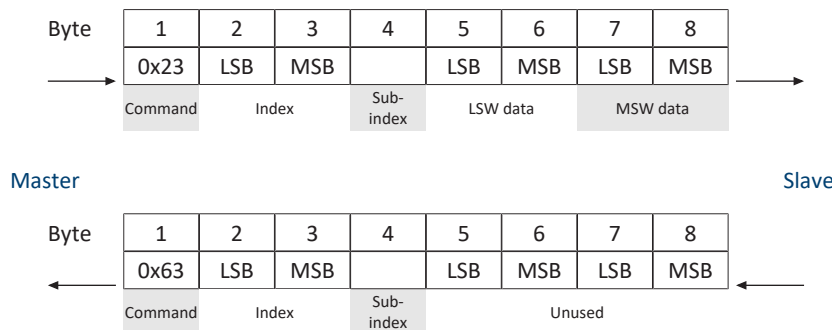 Byte 1 2 3 4 5 6 7 8
0x23 LSB MSB LSB MSB LSB MSB
Command Index Sub-index LSW data MSW data
Master Slave
Byte 1 2 3 4 5 6 7 8
0x63 LSB MSB LSB MSB LSB MSB
Command Index Sub-index Unused